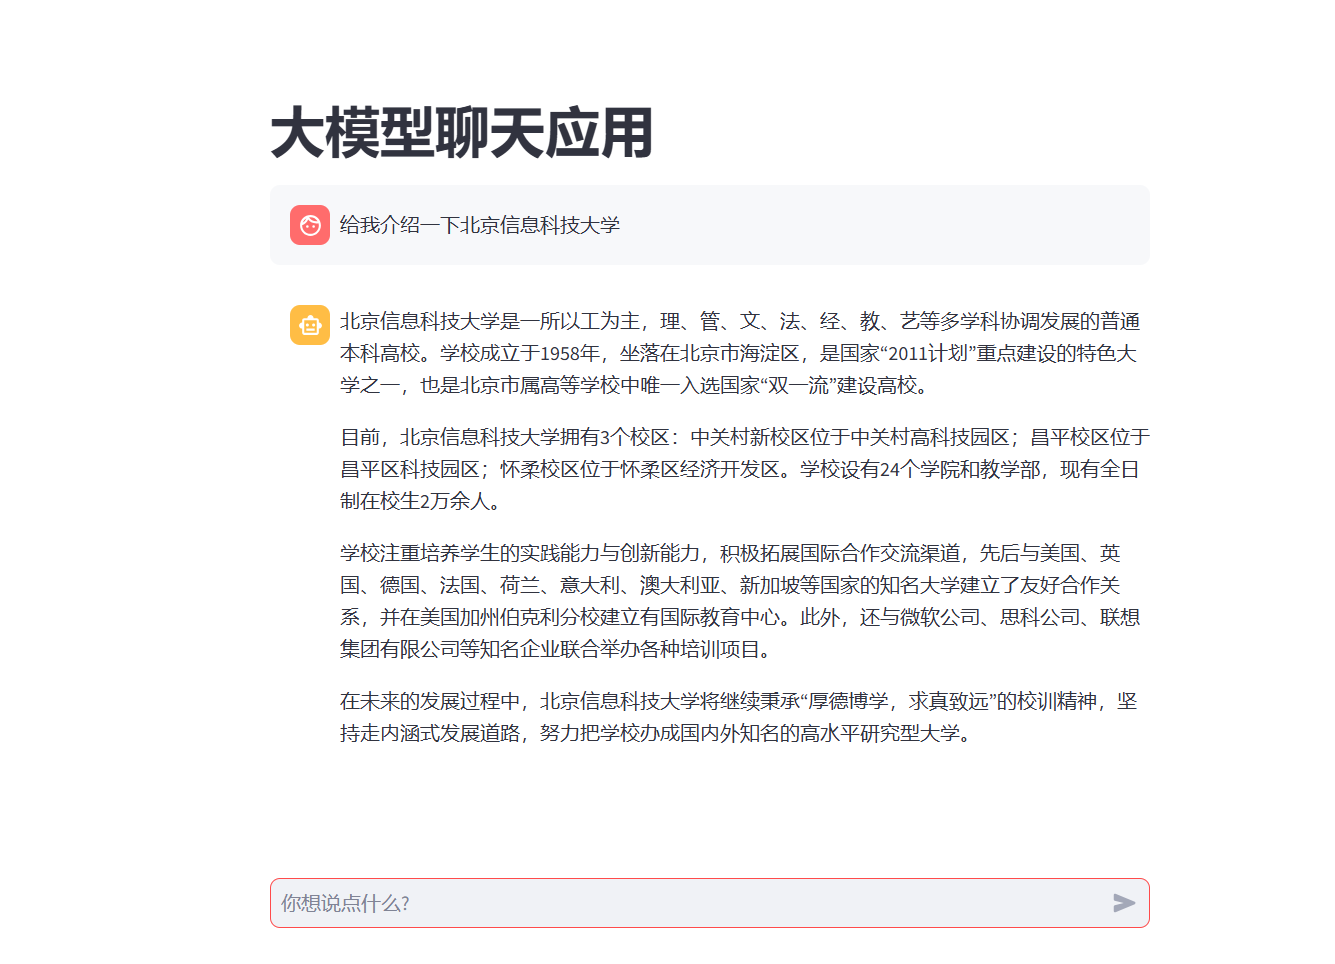 大模型聊天应用
给我介绍一下北京信息科技大学
北京信息科技大学是一所以工为主，理、管、文、法、经、教、艺等多学科协调发展的普通
本科高校。学校成立于1958年，坐落在北京市海淀区，是国家“2011计划”重点建设的特色大
学之一，也是北京市属高等学校中唯一入选国家“双一流”建设高校。
目前，北京信息科技大学拥有3个校区：中关村新校区位于中关村高科技园区；昌平校区位于
昌平区科技园区；怀柔校区位于怀柔区经济开发区。学校设有24个学院和教学部，现有全日
制在校生2万余人。
学校注重培养学生的实践能力与创新能力，积极拓展国际合作交流渠道，先后与美国、英
国、德国、法国、荷兰、意大利、澳大利亚、新加坡等国家的知名大学建立了友好合作关
系，并在美国加州伯克利分校建立有国际教育中心。此外，还与微软公司、思科公司、联想
集团有限公司等知名企业联合举办各种培训项目。
在未来的发展过程中，北京信息科技大学将继续秉承“厚德博学，求真致远”的校训精神，坚
持走内涵式发展道路，努力把学校办成国内外知名的高水平研究型大学。
你想说点什么?